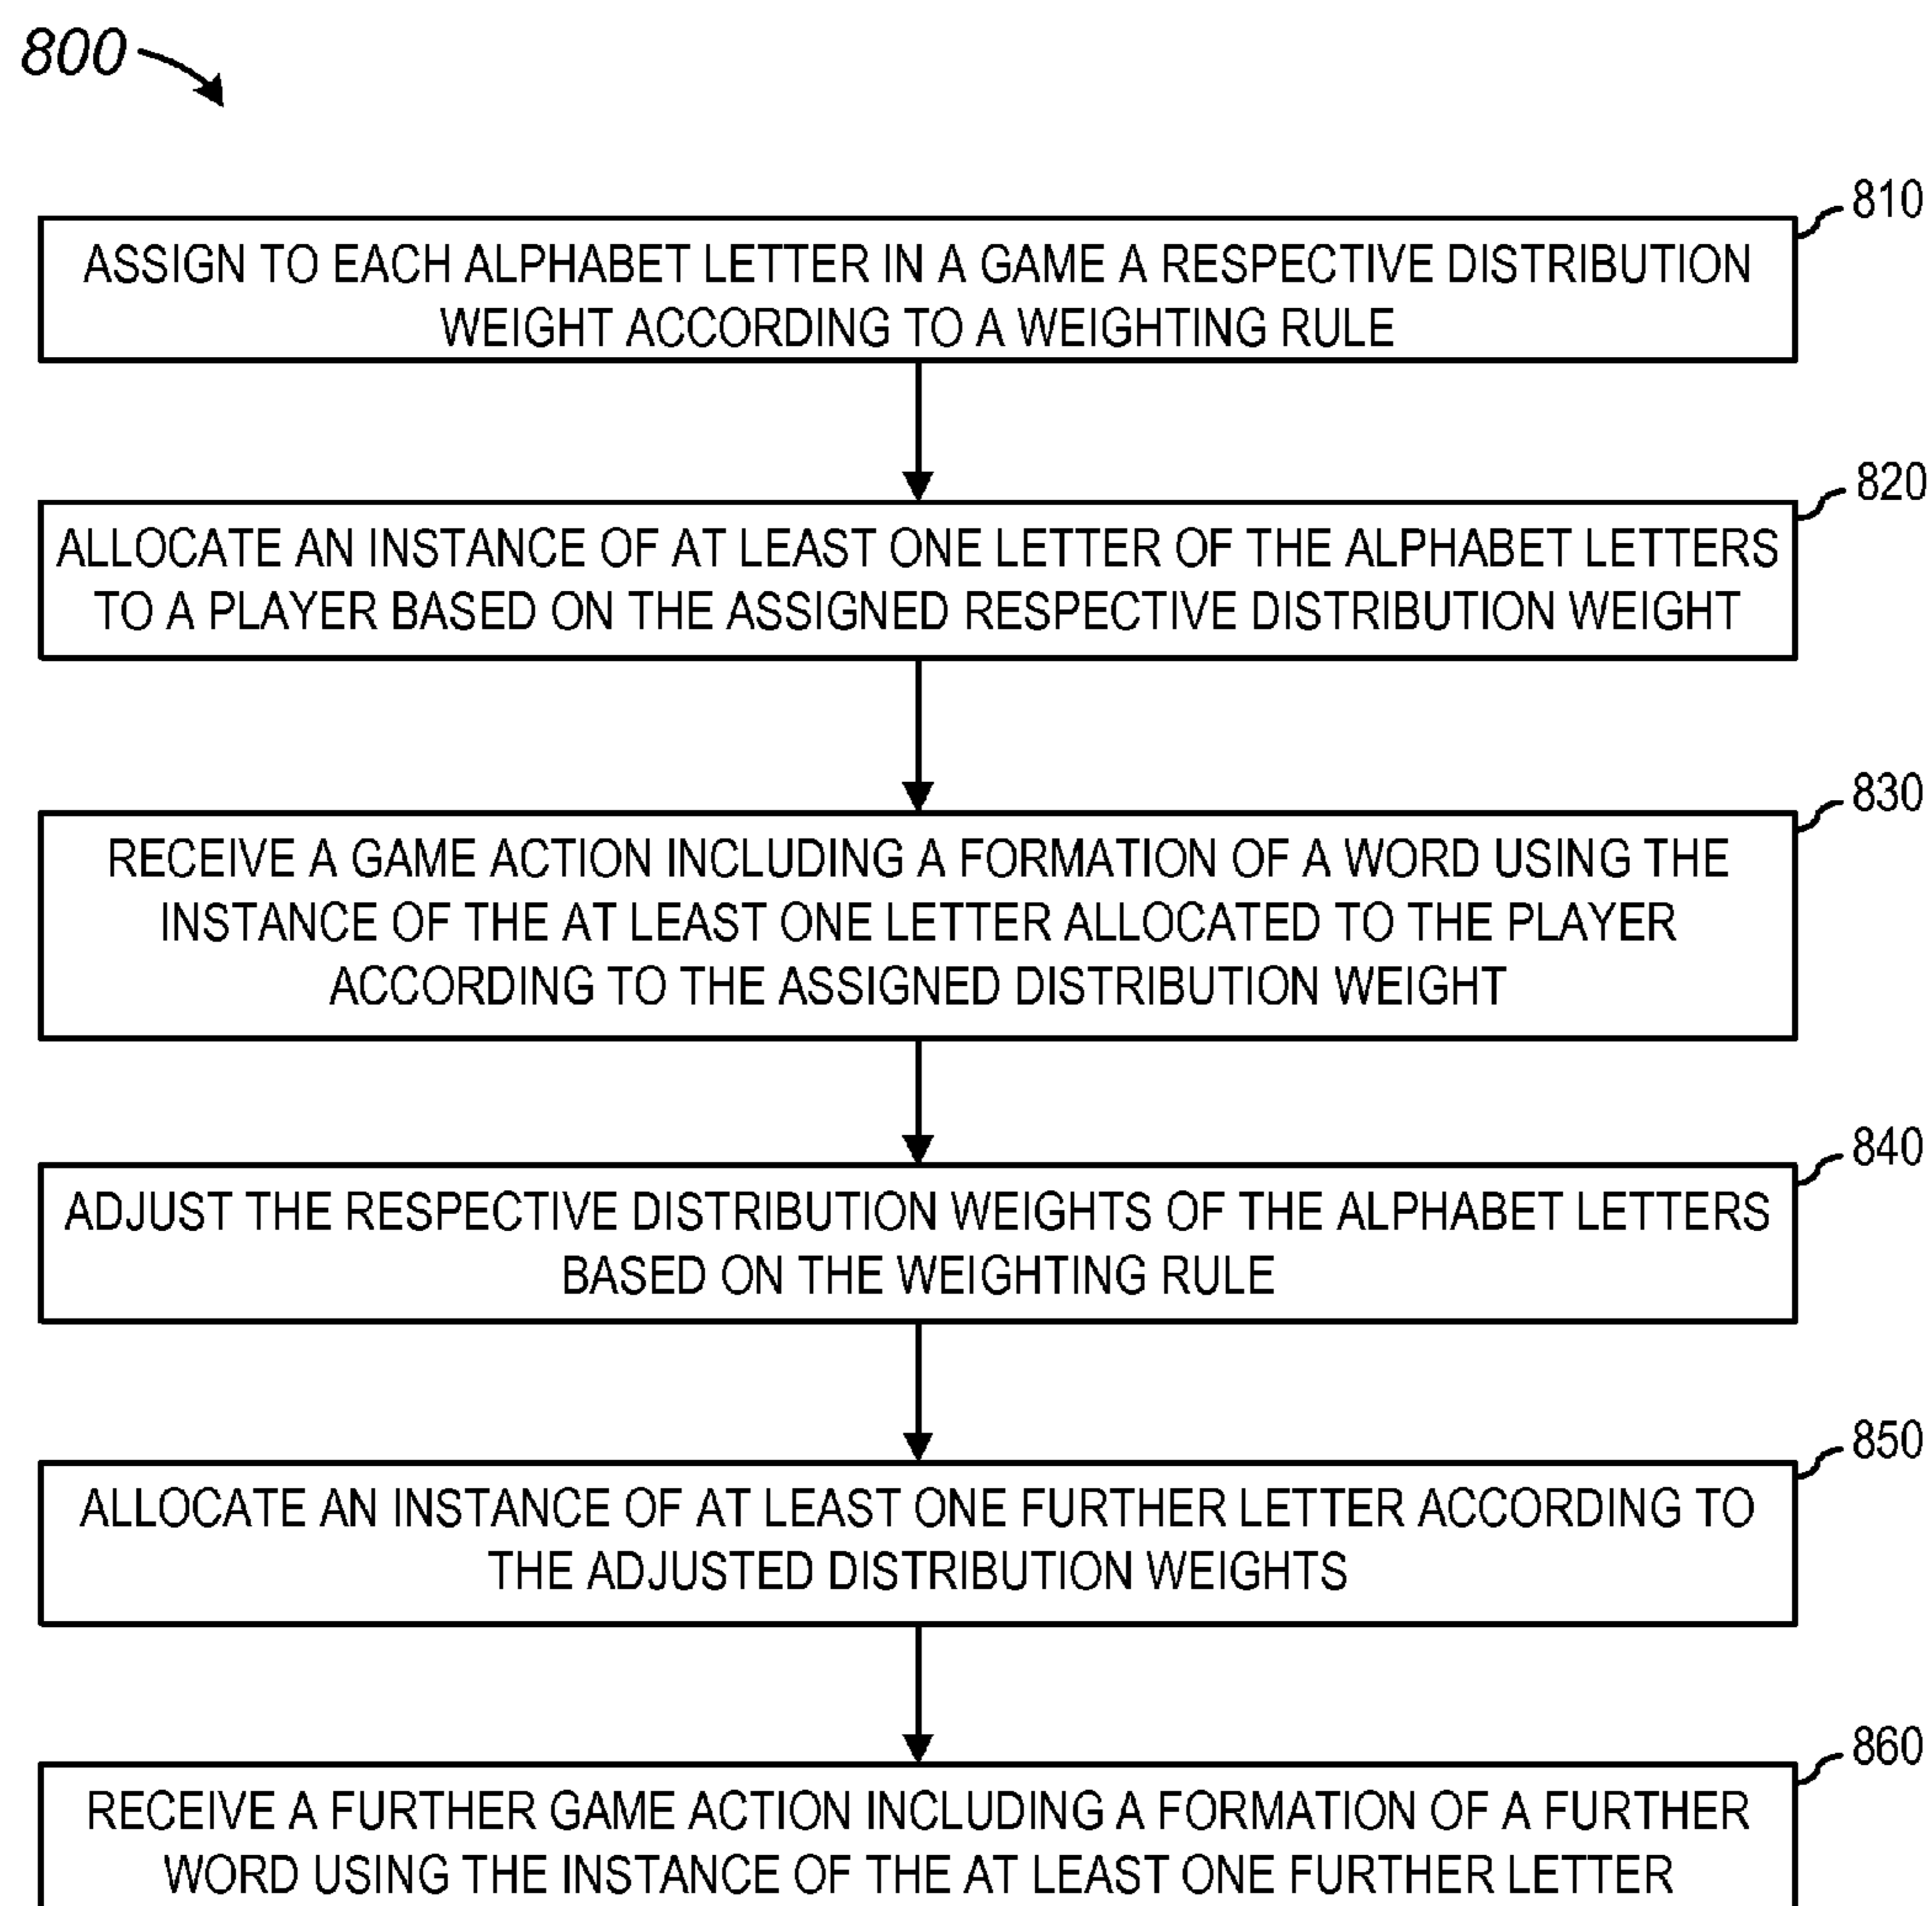 800
810
ASSIGN TO EACH ALPHABET LETTER IN A GAME A RESPECTIVE DISTRIBUTION
WEIGHT ACCORDING TO A WEIGHTING RULE
820
ALLOCATE AN INSTANCE OF AT LEAST ONE LETTER OF THE ALPHABET LETTERS
TO A PLAYER BASED ON THE ASSIGNED RESPECTIVE DISTRIBUTION WEIGHT
830
RECEIVE A GAME ACTION INCLUDING A FORMATION OF A WORD USING THE
INSTANCE OF THE AT LEAST ONE LETTER ALLOCATED TO THE PLAYER
ACCORDING TO THE ASSIGNED DISTRIBUTION WEIGHT
840
ADJUST THE RESPECTIVE DISTRIBUTION WEIGHTS OF THE ALPHABET LETTERS
BASED ON THE WEIGHTING RULE
850
ALLOCATE AN INSTANCE OF AT LEAST ONE FURTHER LETTER ACCORDING TO
THE ADJUSTED DISTRIBUTION WEIGHTS
860
RECEIVE A FURTHER GAME ACTION INCLUDING A FORMATION OF A FURTHER
WORD USING THE INSTANCE OF THE AT LEAST ONE FURTHER LETTER